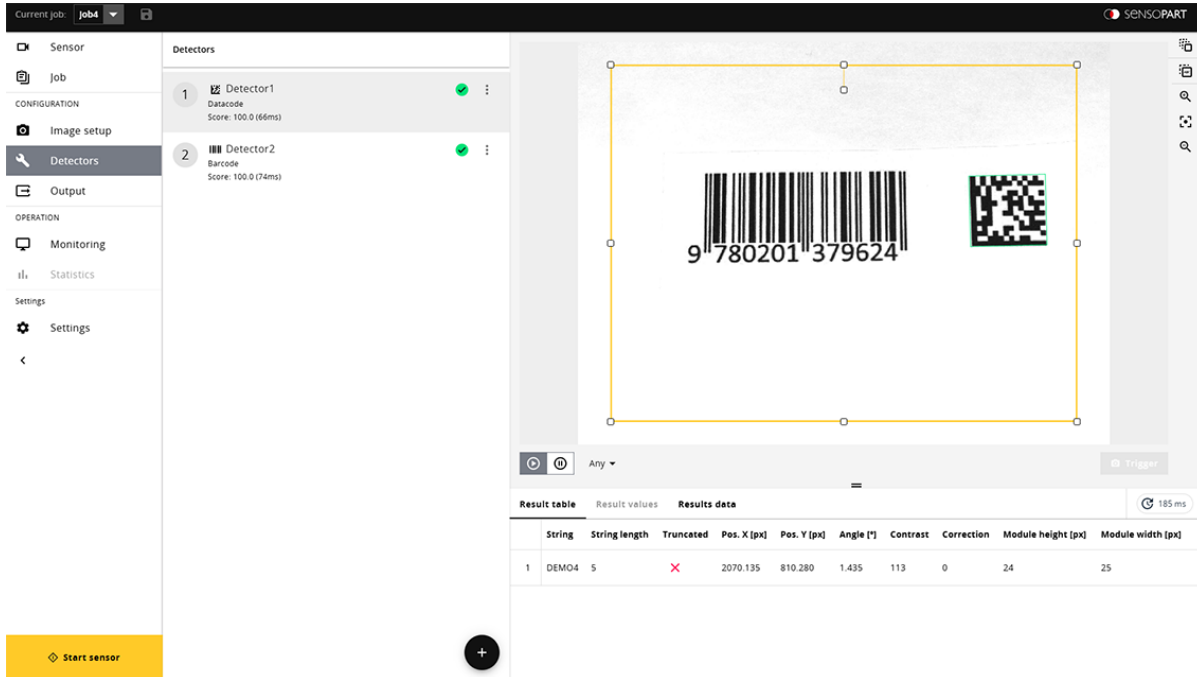 Current job: Job4
SENSOPART
Sensor
Job
CONFIGURATION
Image setup
Detectors
Output
OPERATION
Monitoring
Statistics
Settings
Settings
Start sensor
Detectors
1 Detector1
Datacode
Score: 100.0 (66ms)
2 Detector2
Barcode
Score: 100.0 (74ms)
+
9 780201 379624
Any
Trigger
Result table Result values Results data 185 ms
String String length Truncated Pos. X [px] Pos. Y [px] Angle [°] Contrast Correction Module height [px] Module width [px]
1 DEMO4 5 2070.135 810.280 1.435 113 0 24 25